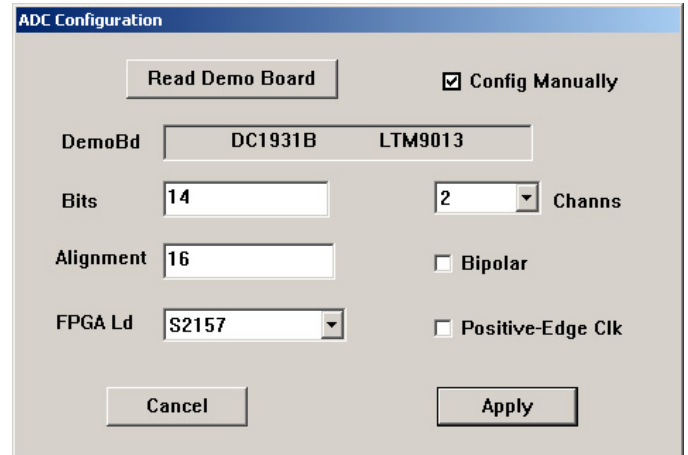 ADC Configuration
Read Demo Board
Config Manually
DemoBd DC1931B LTM9013
Bits 14 2 Channs
Alignment 16 Bipolar
FPGA Ld S2157 Positive-Edge Clk
Cancel Apply